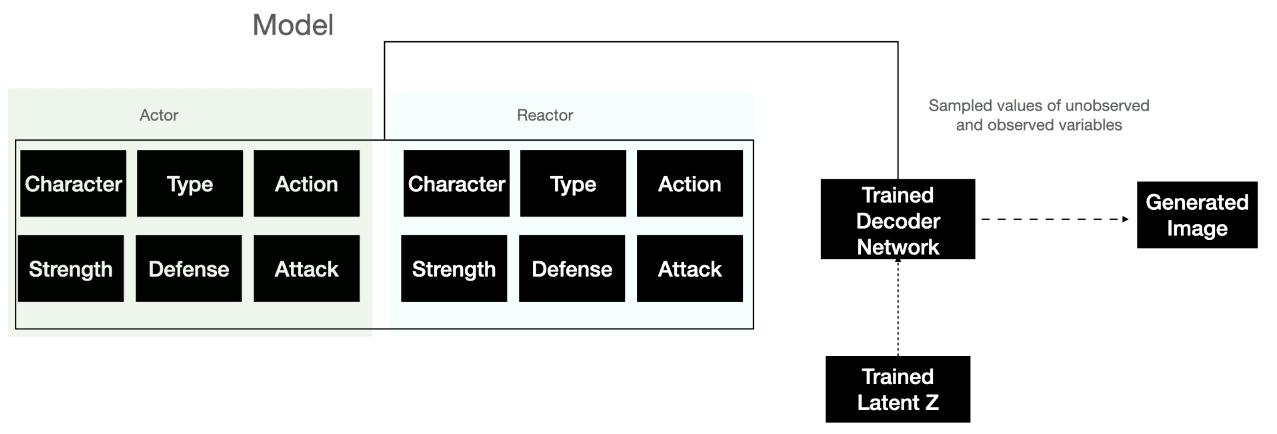 Model
Actor
Reactor
Sampled values of unobserved
and observed variables
Character Type Action
Character Type Action
Strength Defense Attack
Strength Defense Attack
Trained
Decoder
Network
Generated
Image
Trained
Latent Z